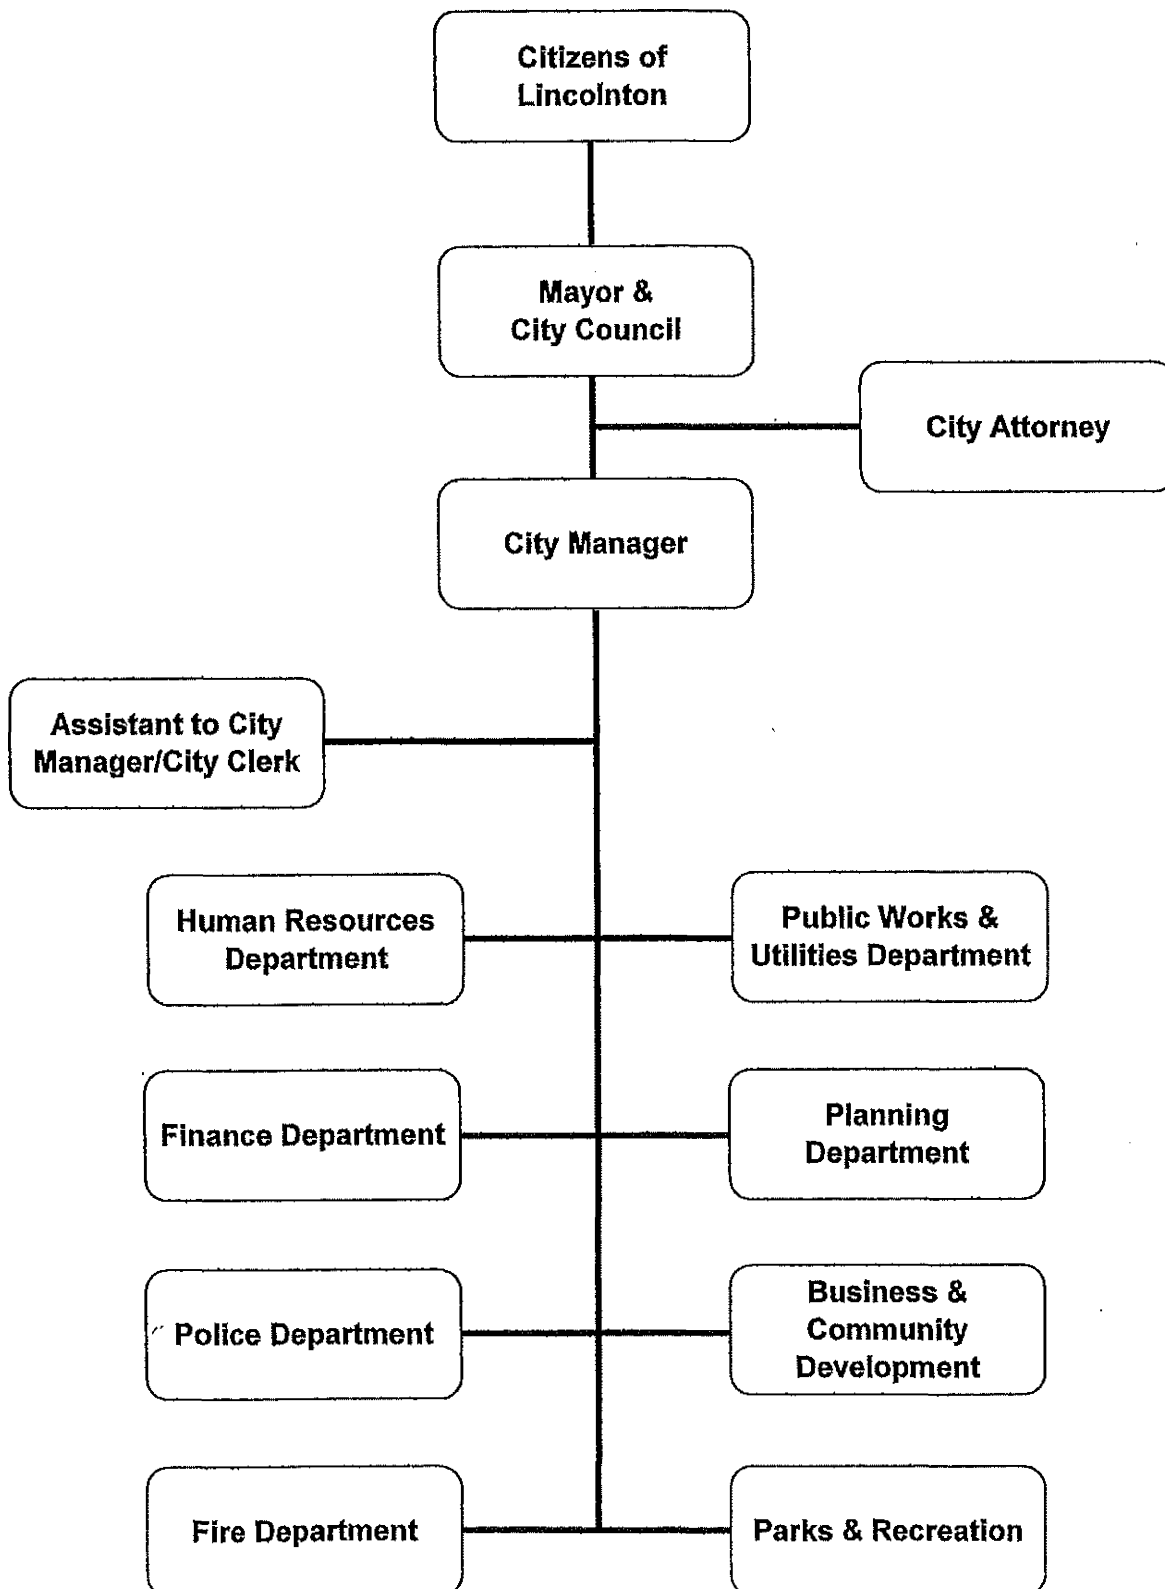 Citizens of
Lincolnton
Mayor &
City Council
City Attorney
City Manager
Assistant to City
Manager/City Clerk
Human Resources
Department
Public Works &
Utilities Department
Finance Department
Planning
Department
Police Department
Business &
Community
Development
Fire Department
Parks & Recreation